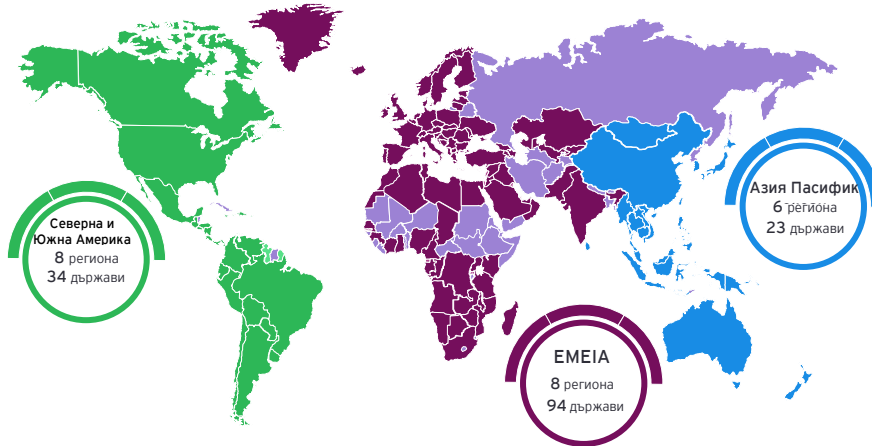 Северна и
Южна Америка
8 региона
34 държави
Азия Пасифик
6 региона
23 държави
EMEIA
8 региона
94 държави